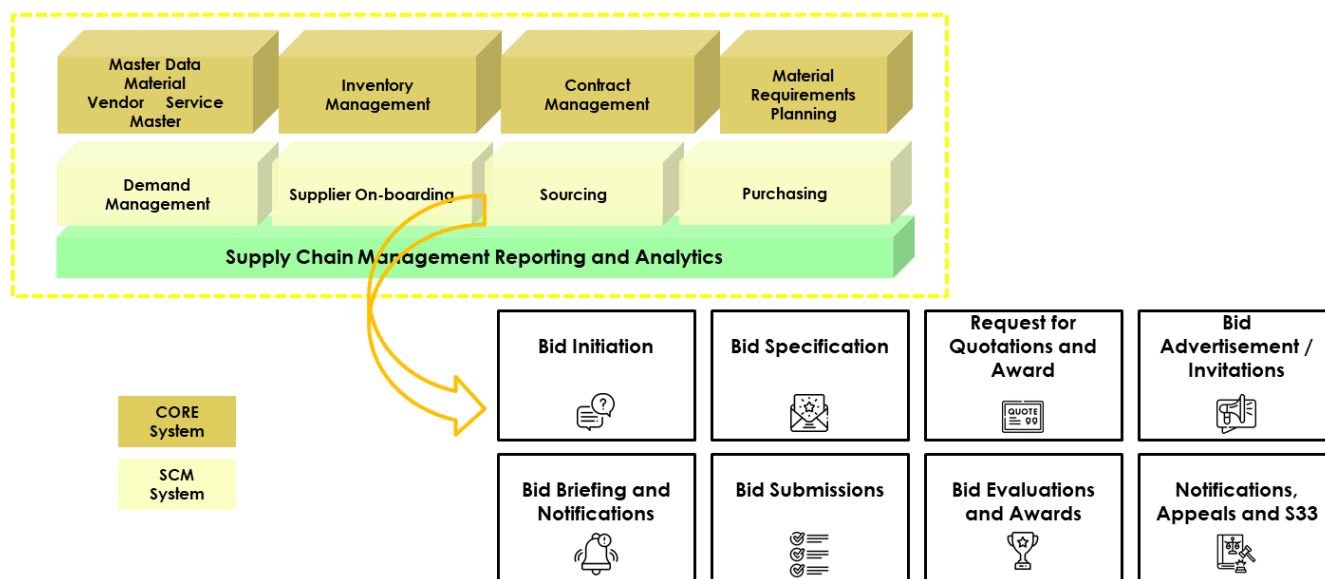 Master Data
Material
Vendor Service
Master
Inventory
Management
Contract
Management
Material
Requirements
Planning
Demand
Management
Supplier On-boarding
Sourcing
Purchasing
Supply Chain Management Reporting and Analytics
CORE
System
SCM
System
Bid Initiation
?
Bid Specification
Request for
Quotations and
Award
QUOTE
Bid
Advertisement /
Invitations
Bid Briefing and
Notifications
Bid Submissions
Bid Evaluations
and Awards
Notifications,
Appeals and S33